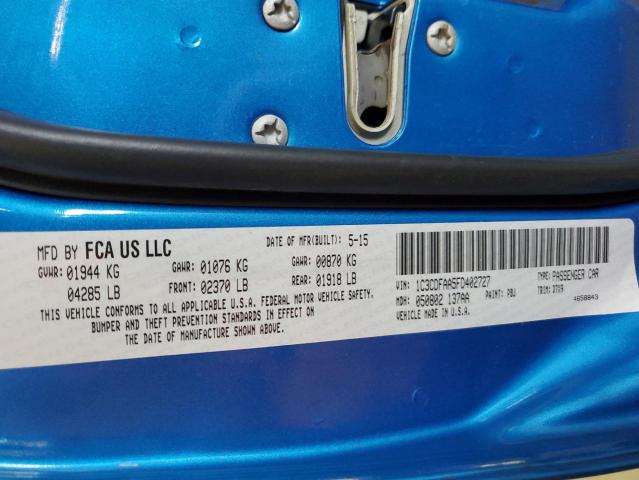 MFD BY FCA US LLC DATE OF MFR(BUILT): 5-15
GVWR: 01944 KG GAWR: 01076 KG GAWR: 00870 KG
04285 LB FRONT: 02370 LB REAR: 01918 LB
THIS VEHICLE CONFORMS TO ALL APPLICABLE U.S.A. FEDERAL MOTOR VEHICLE SAFETY,
BUMPER AND THEFT PREVENTION STANDARDS IN EFFECT ON
THE DATE OF MANUFACTURE SHOWN ABOVE.
VIN: 1C3CDFAA5FD402727 TYPE: PASSENGER CAR
MDH: 050802 137AA PAINT: PBJ TRIM: DTX9
VEHICLE MADE IN U.S.A. 4658843